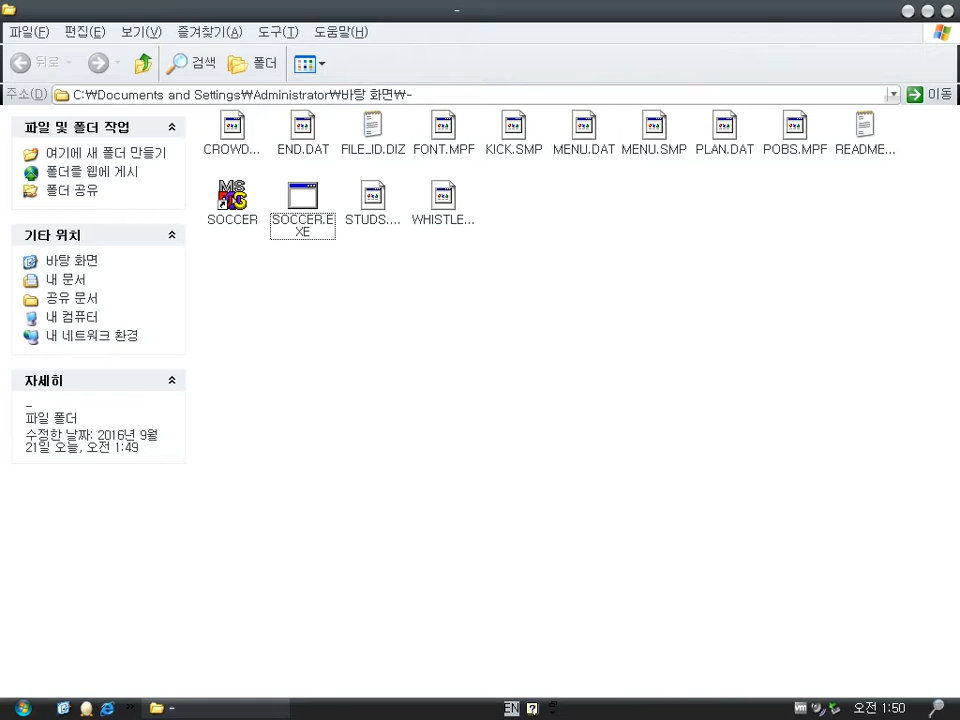 -
파일(F) 편집(E) 보기(V) 즐겨찾기(A) 도구(T) 도움말(H)
뒤로 검색 폴더
주소(D) C:\Documents and Settings\Administrator\바탕 화면\- 이동
파일 및 폴더 작업
여기에 새 폴더 만들기
폴더를 웹에 게시
폴더 공유
기타 위치
바탕 화면
내 문서
공유 문서
내 컴퓨터
내 네트워크 환경
자세히
-
파일 폴더
수정한 날짜: 2016년 9월
21일 오늘, 오전 1:49
CROWD... END.DAT FILE_ID.DIZ FONT.MPF KICK.SMP MENU.DAT MENU.SMP PLAN.DAT POBS.MPF README...
MS
SOCCER SOCCER.E
XE STUDS.... WHISTLE...
- EN 오전 1:50